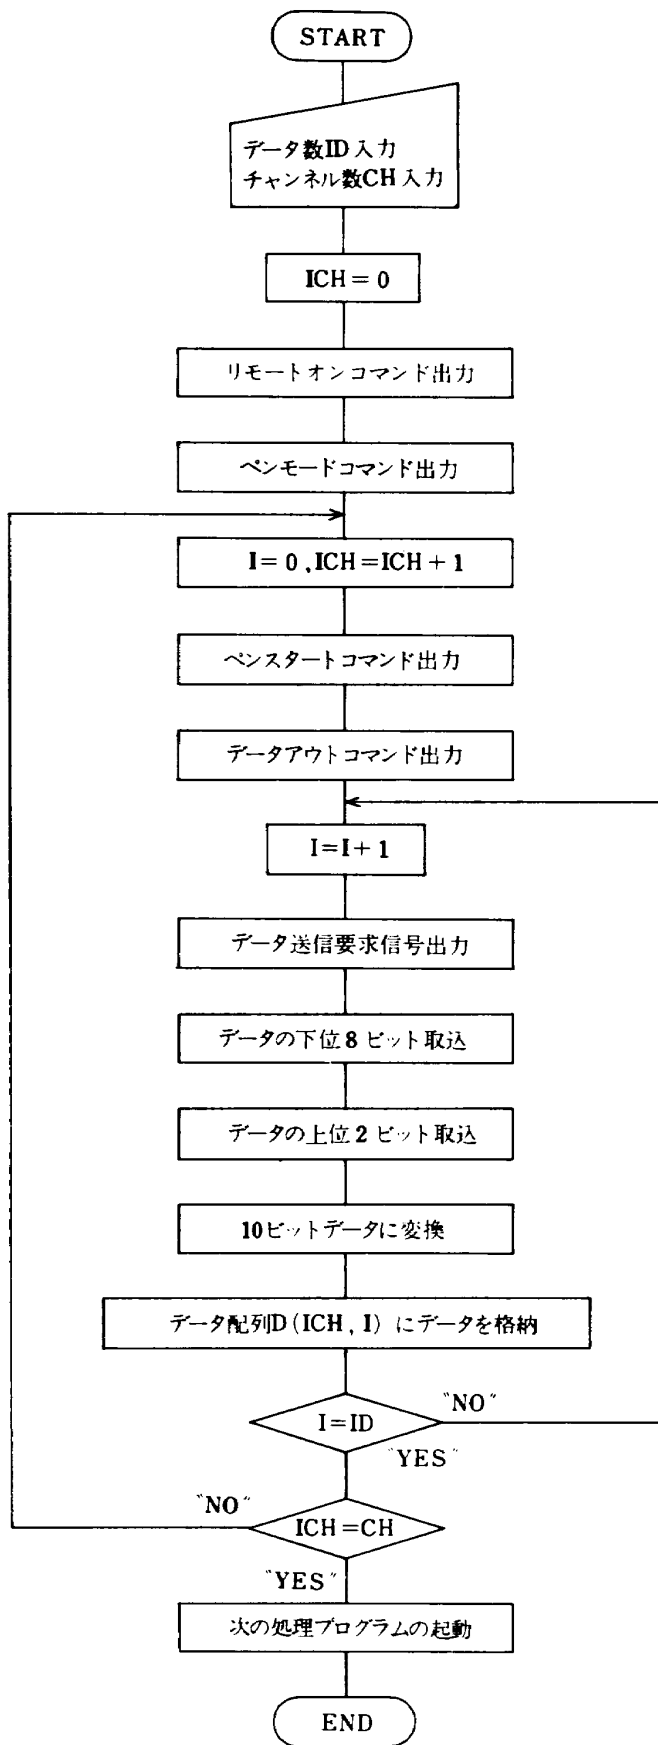 START
データ数ID入力
チャンネル数CH入力
ICH = 0
リモートオンコマンド出力
ペンモードコマンド出力
I = 0 , ICH = ICH + 1
ペンスタートコマンド出力
データアウトコマンド出力
I = I + 1
データ送信要求信号出力
データの下位8ビット取込
データの上位2ビット取込
10ビットデータに変換
データ配列D(ICH , I) にデータを格納
I = ID
"NO"
"YES"
"NO"
ICH = CH
"YES"
次の処理プログラムの起動
END